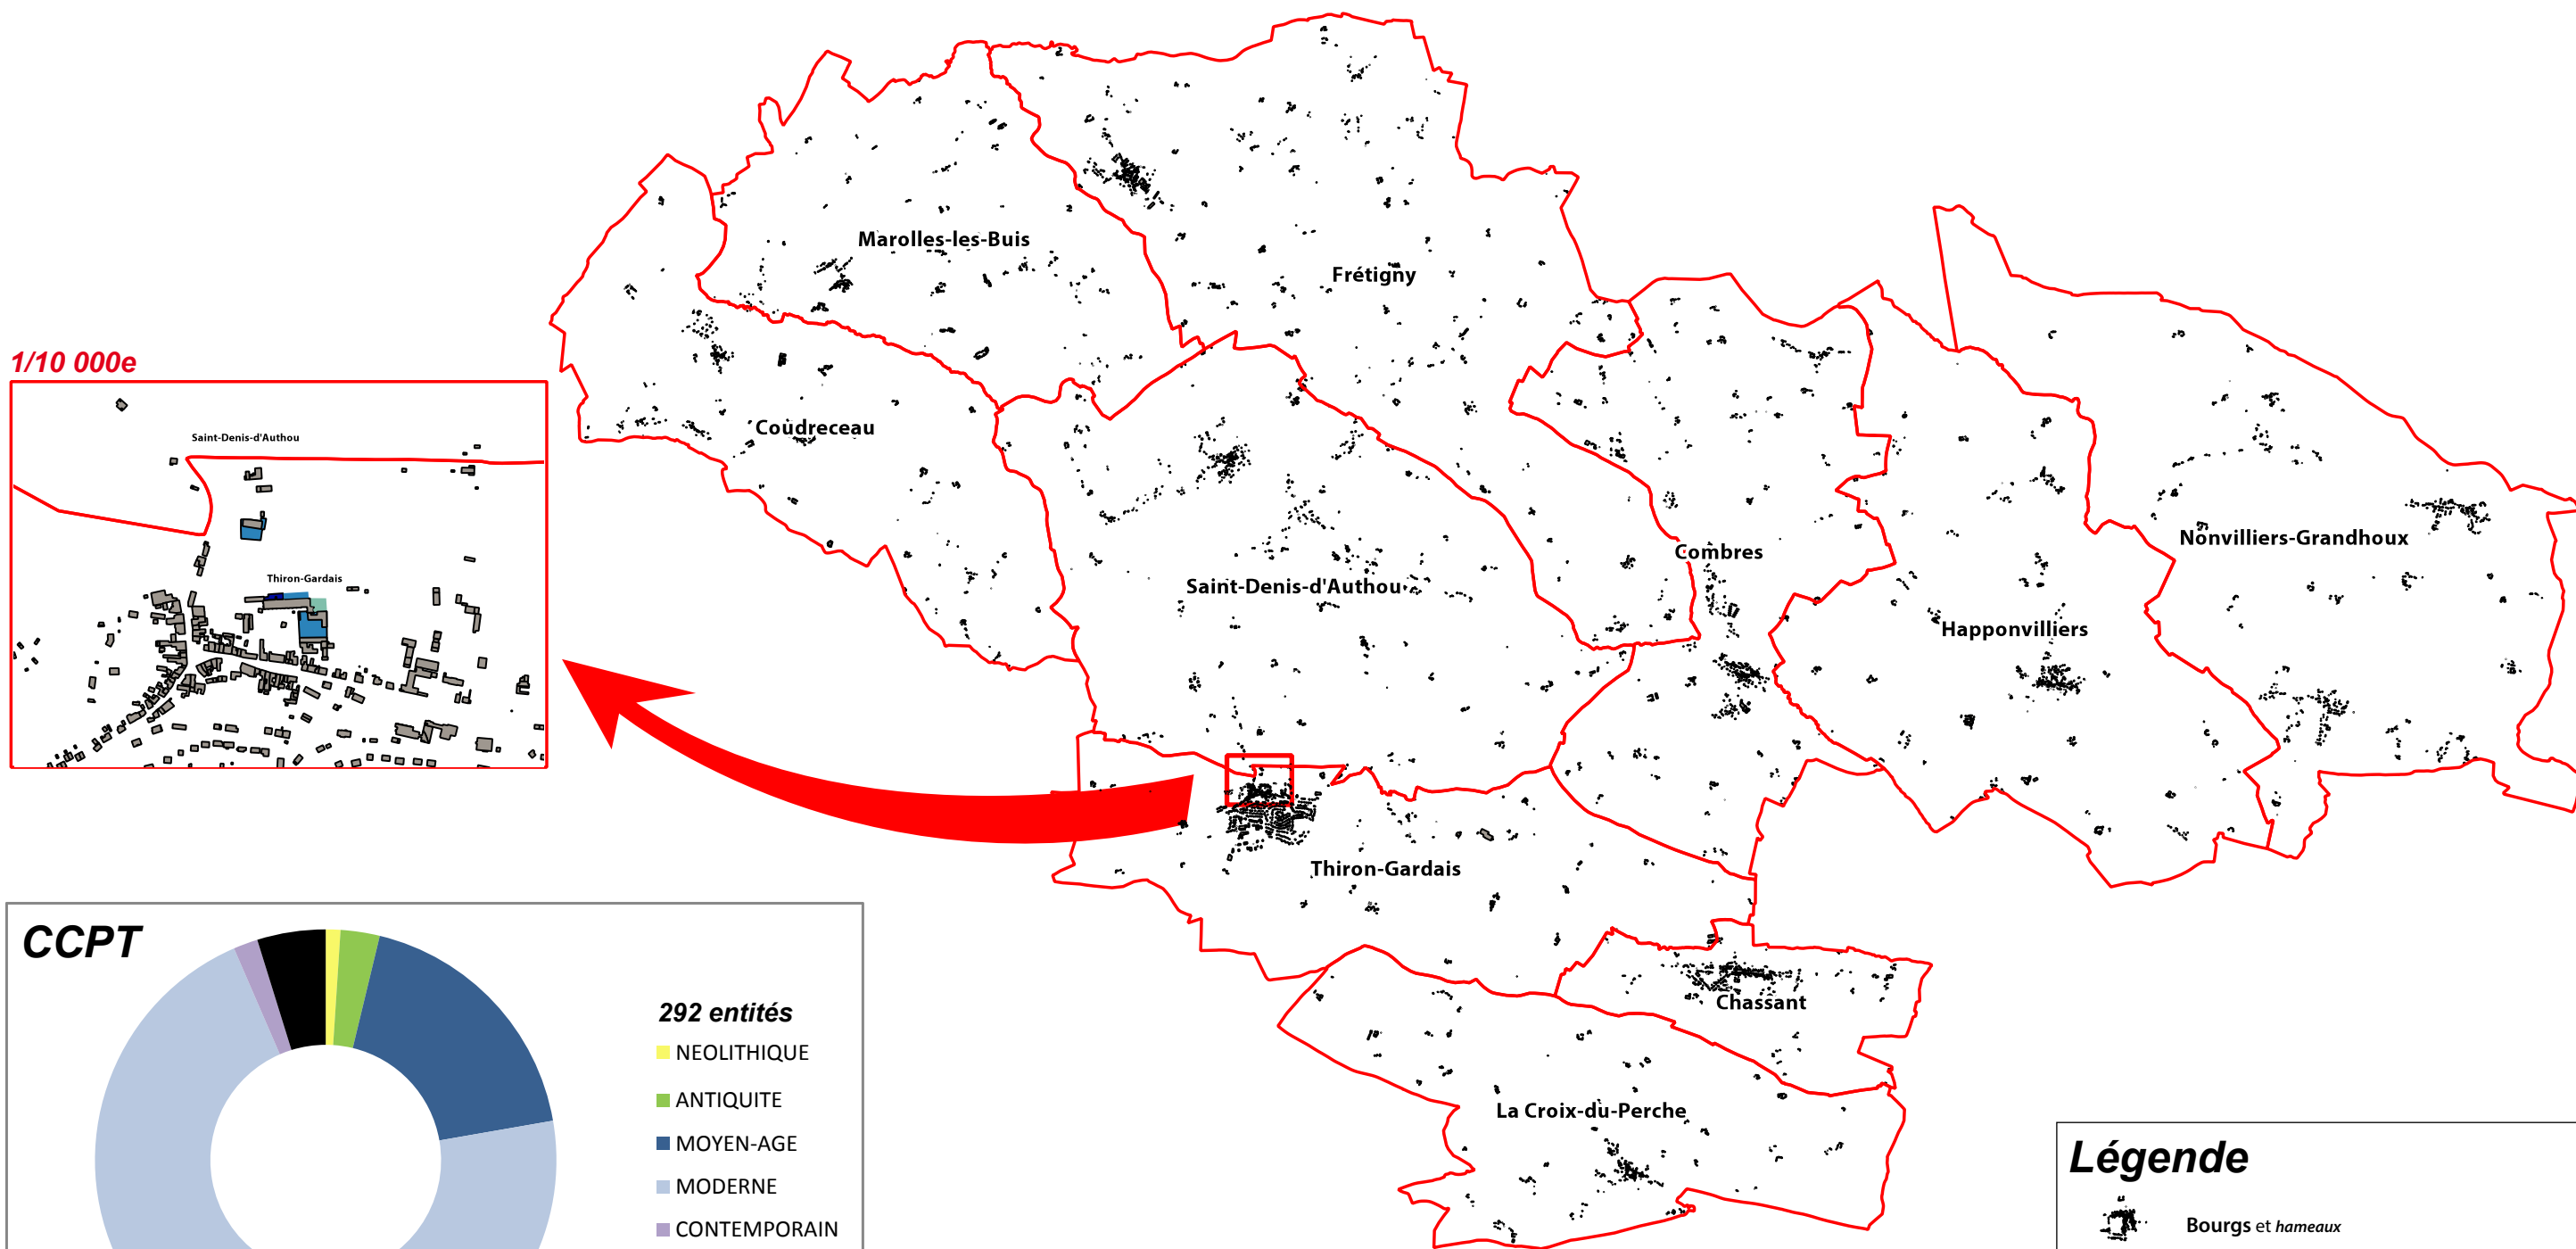 Marolles-les-Buis
Frétigny
1/10 000e
Saint-Denis-d'Authou
Thiron-Gardais
Coudreceau
Saint-Denis-d'Authou
Combres
Nonvilliers-Grandhoux
Happonvilliers
Thiron-Gardais
Chassant
La Croix-du-Perche
CCPT
292 entités
NEOLITHIQUE
ANTIQUITE
MOYEN-AGE
MODERNE
CONTEMPORAIN
Légende
Bourgs et hameaux